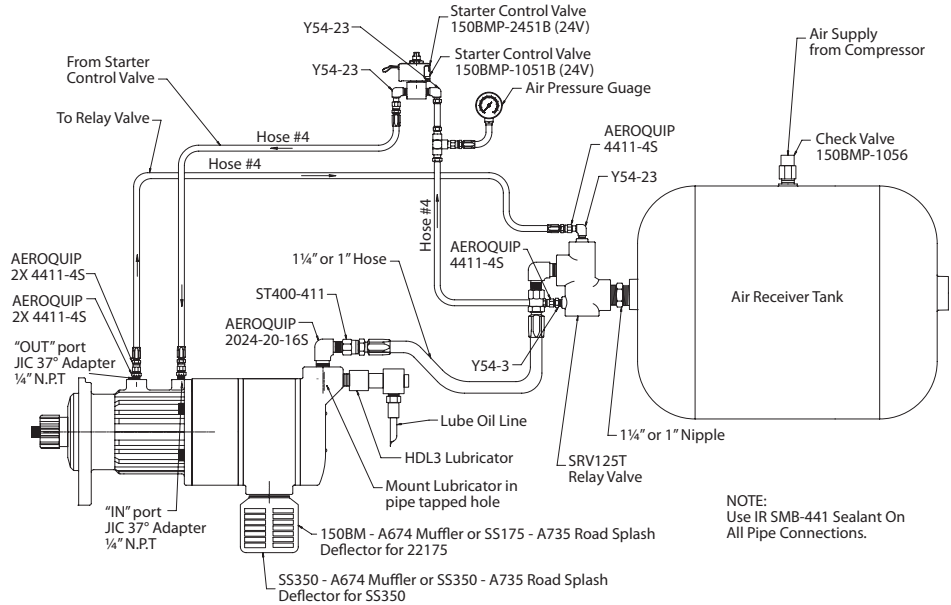 Y54-23
Starter Control Valve
150BMP-2451B (24V)
Starter Control Valve
150BMP-1051B (24V)
Air Pressure Guage
Y54-23
From Starter
Control Valve
To Relay Valve
Hose #4
Hose #4
Hose #4
AEROQUIP
4411-4S
Y54-23
Air Supply
from Compressor
Check Valve
150BMP-1056
AEROQUIP
4411-4S
1¼" or 1" Hose
ST400-411
AEROQUIP
2024-20-16S
AEROQUIP
2X 4411-4S
AEROQUIP
2X 4411-4S
"OUT" port
JIC 37° Adapter
¼" N.P.T
Air Receiver Tank
Y54-3
Lube Oil Line
HDL3 Lubricator
Mount Lubricator in
pipe tapped hole
1¼" or 1" Nipple
SRV125T
Relay Valve
"IN" port
JIC 37° Adapter
¼" N.P.T
150BM - A674 Muffler or SS175 - A735 Road Splash
Deflector for 22175
SS350 - A674 Muffler or SS350 - A735 Road Splash
Deflector for SS350
NOTE:
Use IR SMB-441 Sealant On
All Pipe Connections.